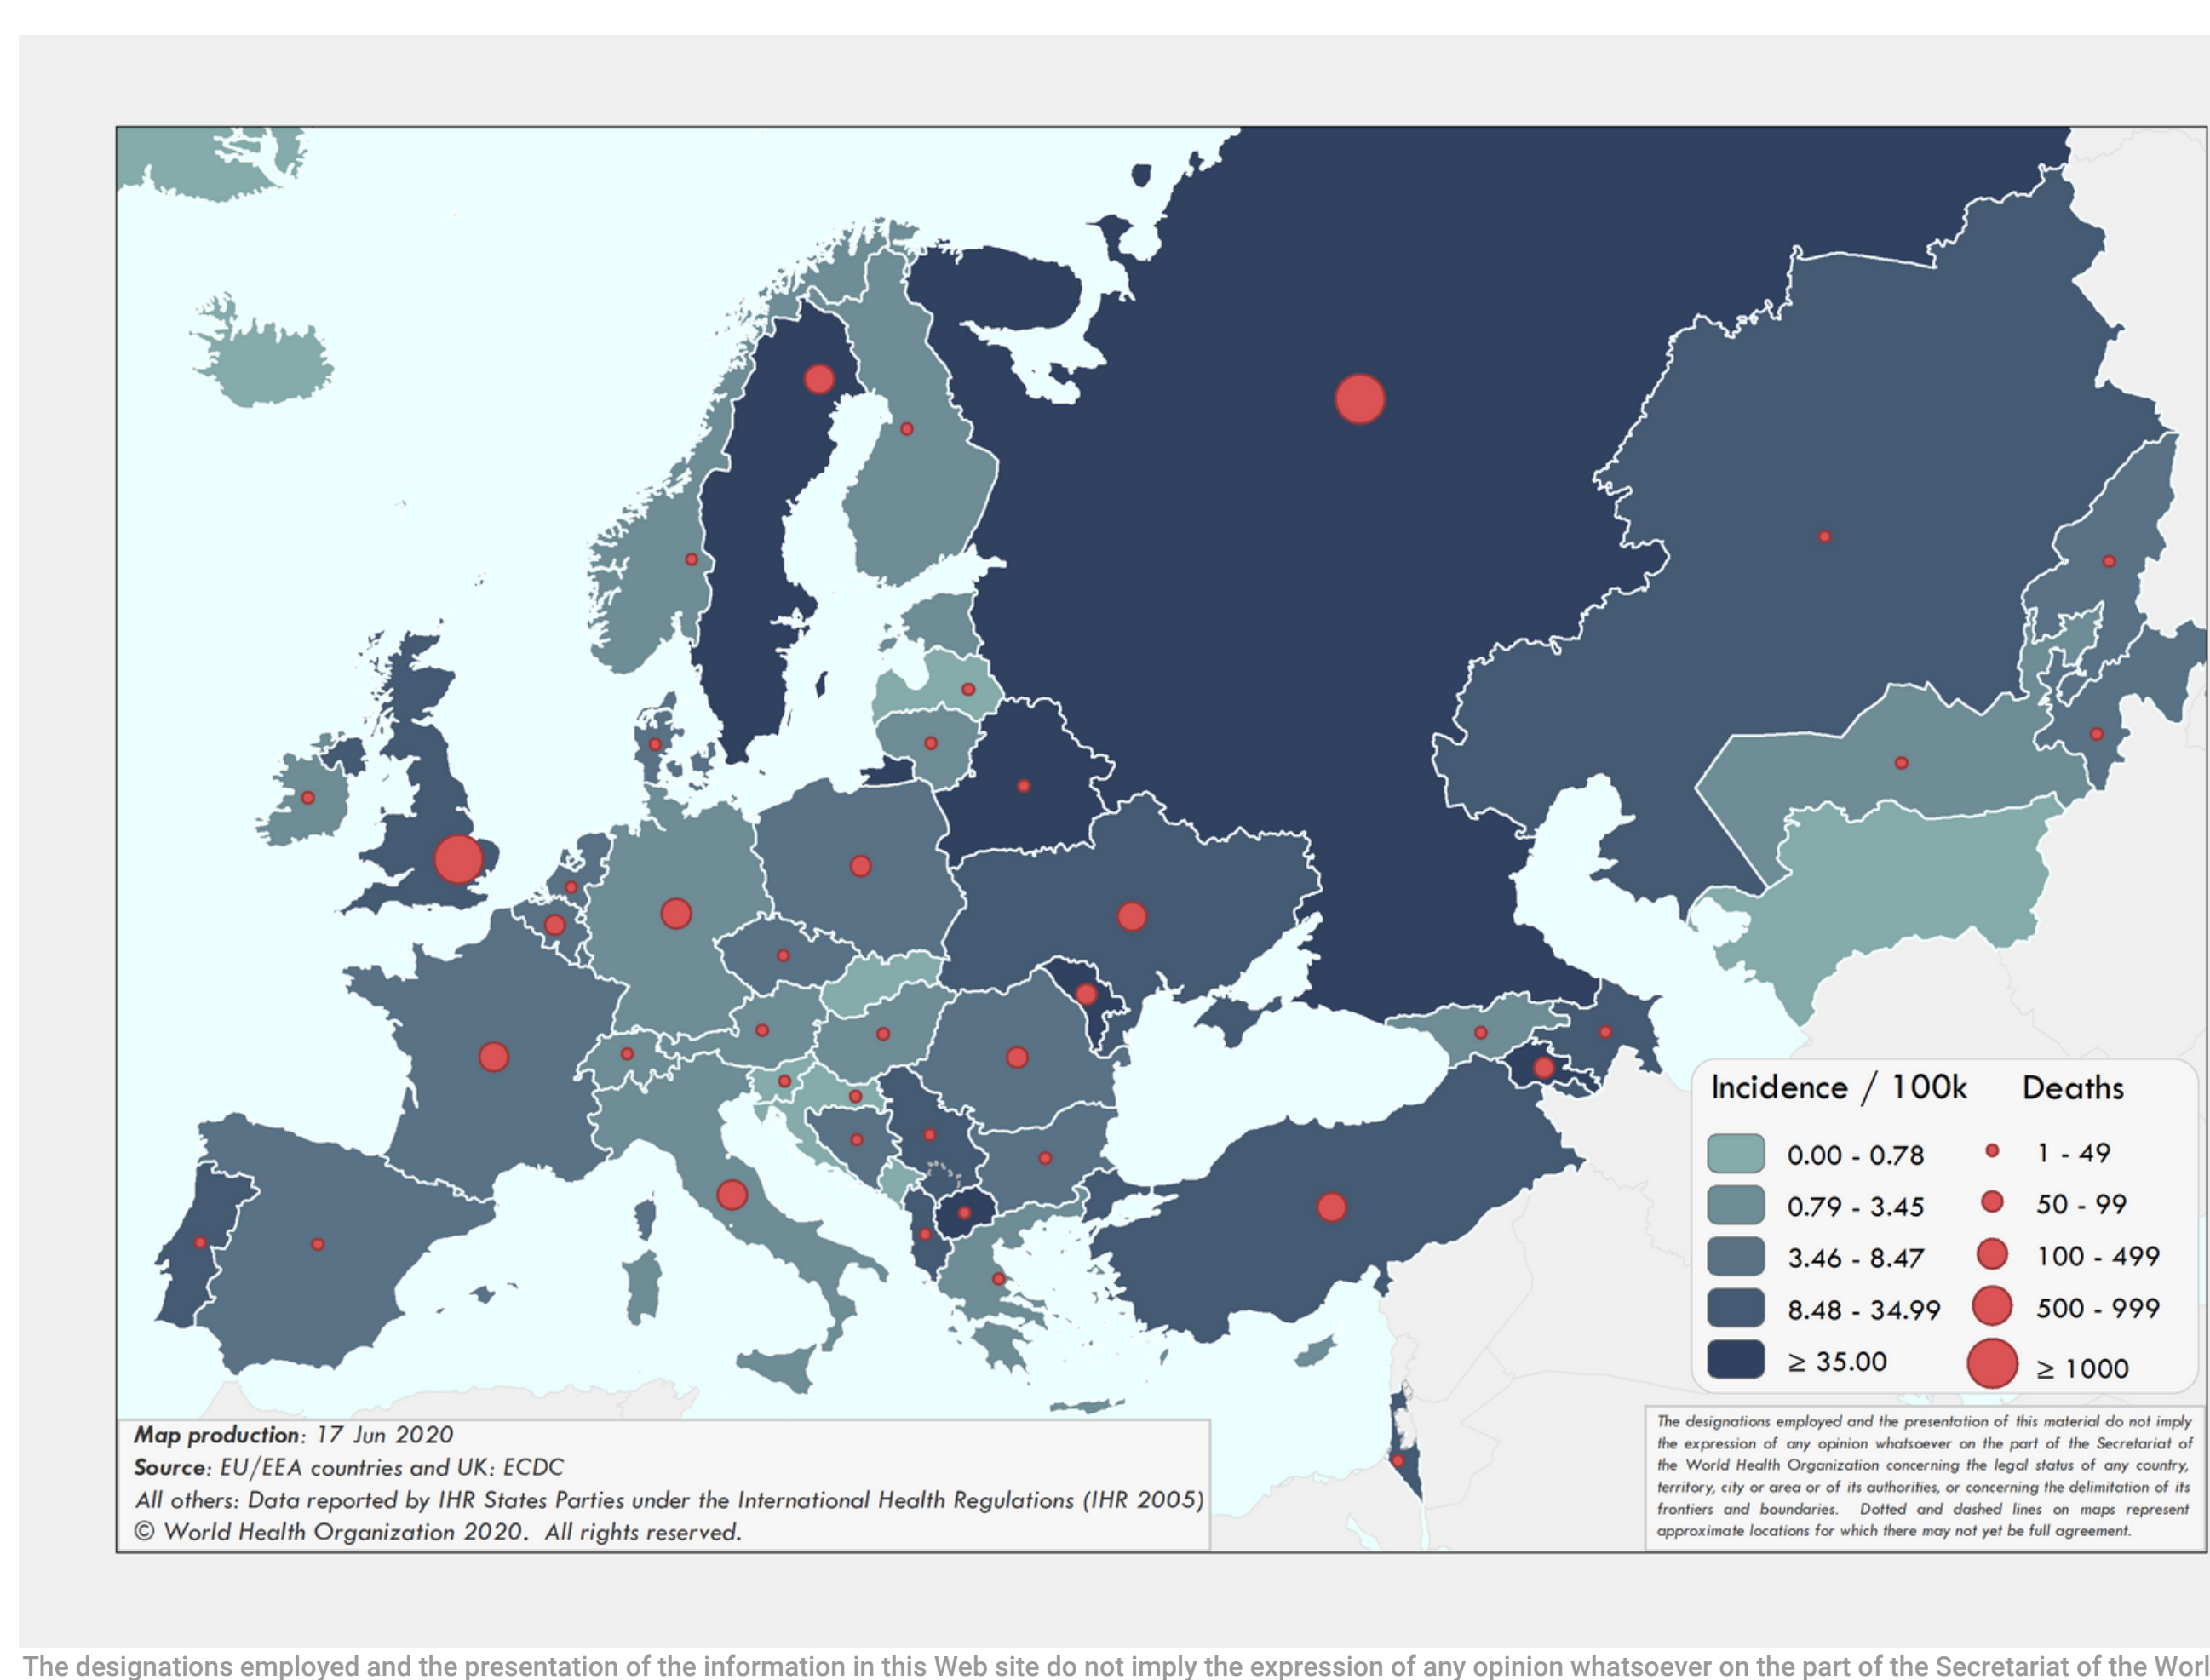 Incidence / 100k Deaths
0.00 - 0.78 1 - 49
0.79 - 3.45 50 - 99
3.46 - 8.47 100 - 499
8.48 - 34.99 500 - 999
≥ 35.00 ≥ 1000
Map production: 17 Jun 2020
Source: EU/EEA countries and UK: ECDC
All others: Data reported by IHR States Parties under the International Health Regulations (IHR 2005)
© World Health Organization 2020. All rights reserved.
The designations employed and the presentation of this material do not imply
the expression of any opinion whatsoever on the part of the Secretariat of
the World Health Organization concerning the legal status of any country,
territory, city or area or of its authorities, or concerning the delimitation of its
frontiers and boundaries. Dotted and dashed lines on maps represent
approximate locations for which there may not yet be full agreement.
The designations employed and the presentation of the information in this Web site do not imply the expression of any opinion whatsoever on the part of the Secretariat of the Wor